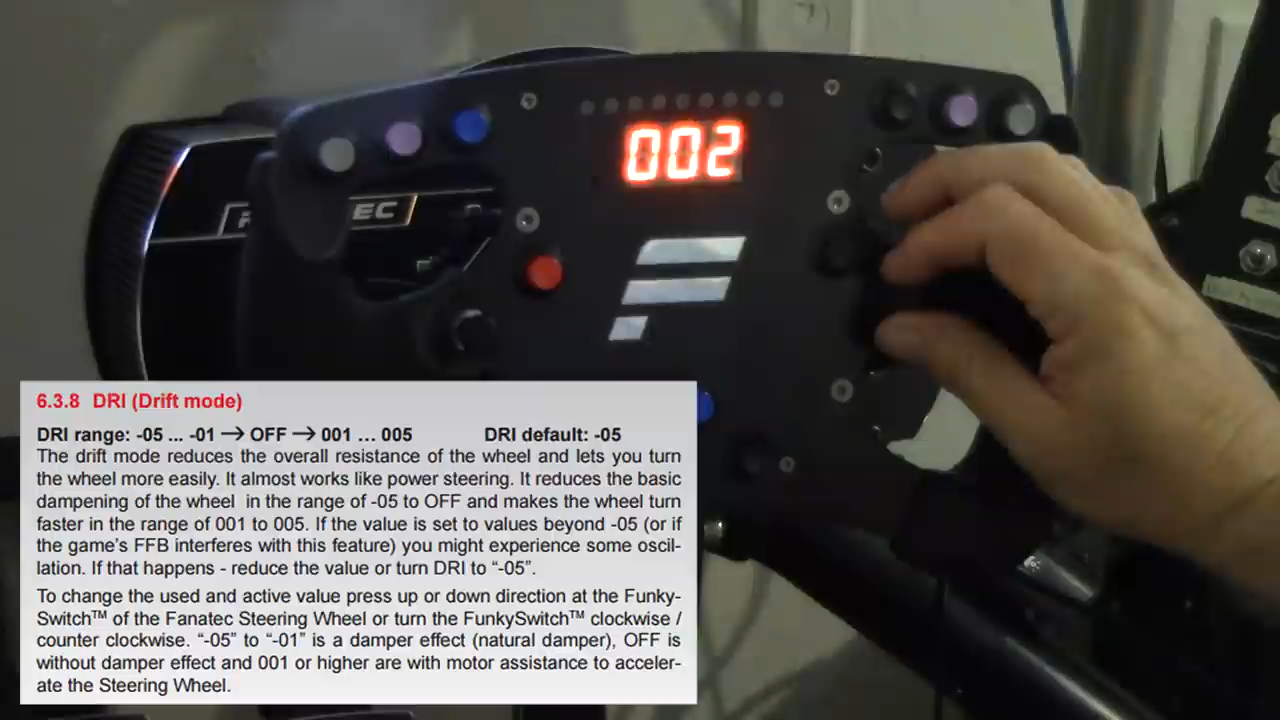 002
EC
6.3.8 DRI (Drift mode)
DRI range: -05 ... -01 → OFF → 001 ... 005 DRI default: -05
The drift mode reduces the overall resistance of the wheel and lets you turn
the wheel more easily. It almost works like power steering. It reduces the basic
dampening of the wheel in the range of -05 to OFF and makes the wheel turn
faster in the range of 001 to 005. If the value is set to values beyond -05 (or if
the game's FFB interferes with this feature) you might experience some oscil-
lation. If that happens - reduce the value or turn DRI to “-05”.
To change the used and active value press up or down direction at the Funky-
Switch™ of the Fanatec Steering Wheel or turn the FunkySwitch™ clockwise /
counter clockwise. “-05” to “-01” is a damper effect (natural damper), OFF is
without damper effect and 001 or higher are with motor assistance to acceler-
ate the Steering Wheel.